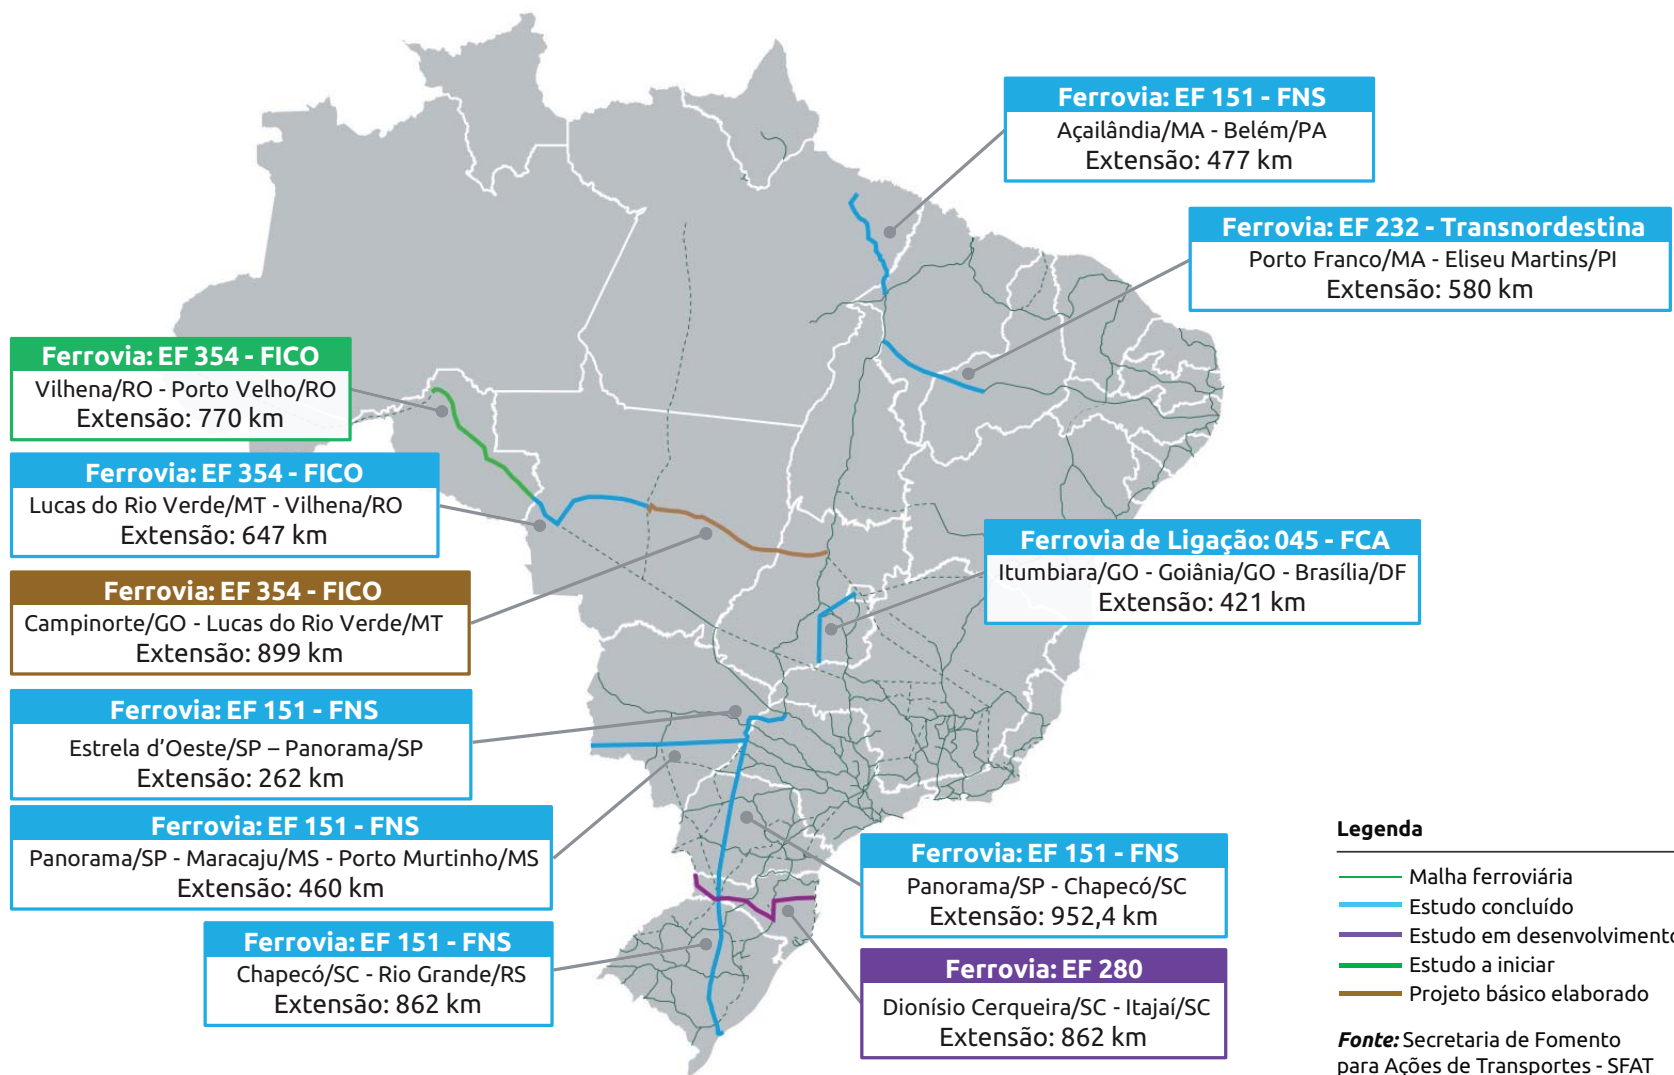 Ferrovia: EF 151 - FNS
Açailândia/MA - Belém/PA
Extensão: 477 km
Ferrovia: EF 232 - Transnordestina
Porto Franco/MA - Eliseu Martins/PI
Extensão: 580 km
Ferrovia: EF 354 - FICO
Vilhena/RO - Porto Velho/RO
Extensão: 770 km
Ferrovia: EF 354 - FICO
Lucas do Rio Verde/MT - Vilhena/RO
Extensão: 647 km
Ferrovia de Ligação: 045 - FCA
Itumbiara/GO - Goiânia/GO - Brasília/DF
Extensão: 421 km
Ferrovia: EF 354 - FICO
Campinorte/GO - Lucas do Rio Verde/MT
Extensão: 899 km
Ferrovia: EF 151 - FNS
Estrela d’Oeste/SP – Panorama/SP
Extensão: 262 km
Ferrovia: EF 151 - FNS
Panorama/SP - Maracaju/MS - Porto Murtinho/MS
Extensão: 460 km
Ferrovia: EF 151 - FNS
Panorama/SP - Chapecó/SC
Extensão: 952,4 km
Ferrovia: EF 151 - FNS
Chapecó/SC - Rio Grande/RS
Extensão: 862 km
Ferrovia: EF 280
Dionísio Cerqueira/SC - Itajaí/SC
Extensão: 862 km
Legenda
Malha ferroviária
Estudo concluído
Estudo em desenvolvimento
Estudo a iniciar
Projeto básico elaborado
Fonte: Secretaria de Fomento
para Ações de Transportes - SFAT